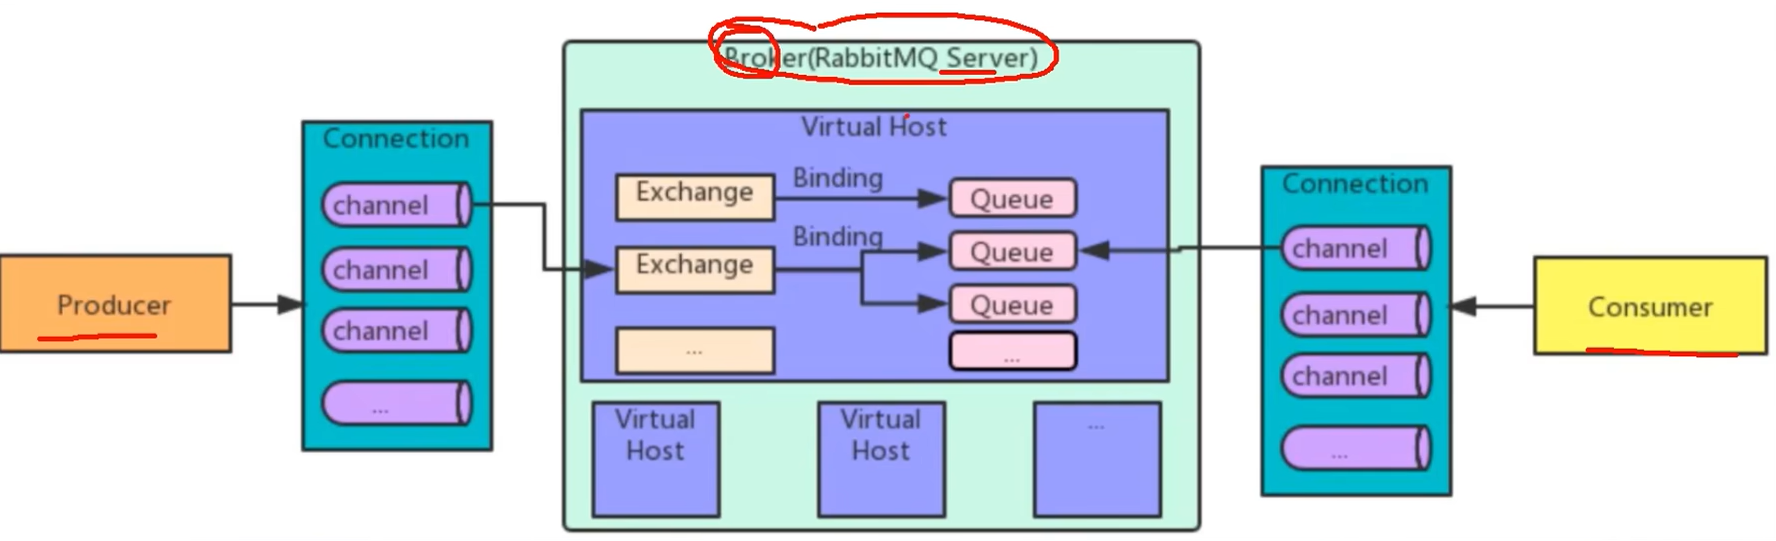 Broker(RabbitMQ Server)
Connection
channel
channel
channel
...
Producer
Virtual Host
Exchange
Binding
Queue
Exchange
Binding
Queue
Queue
...
...
Virtual
Host
Virtual
Host
...
Connection
channel
channel
channel
...
Consumer